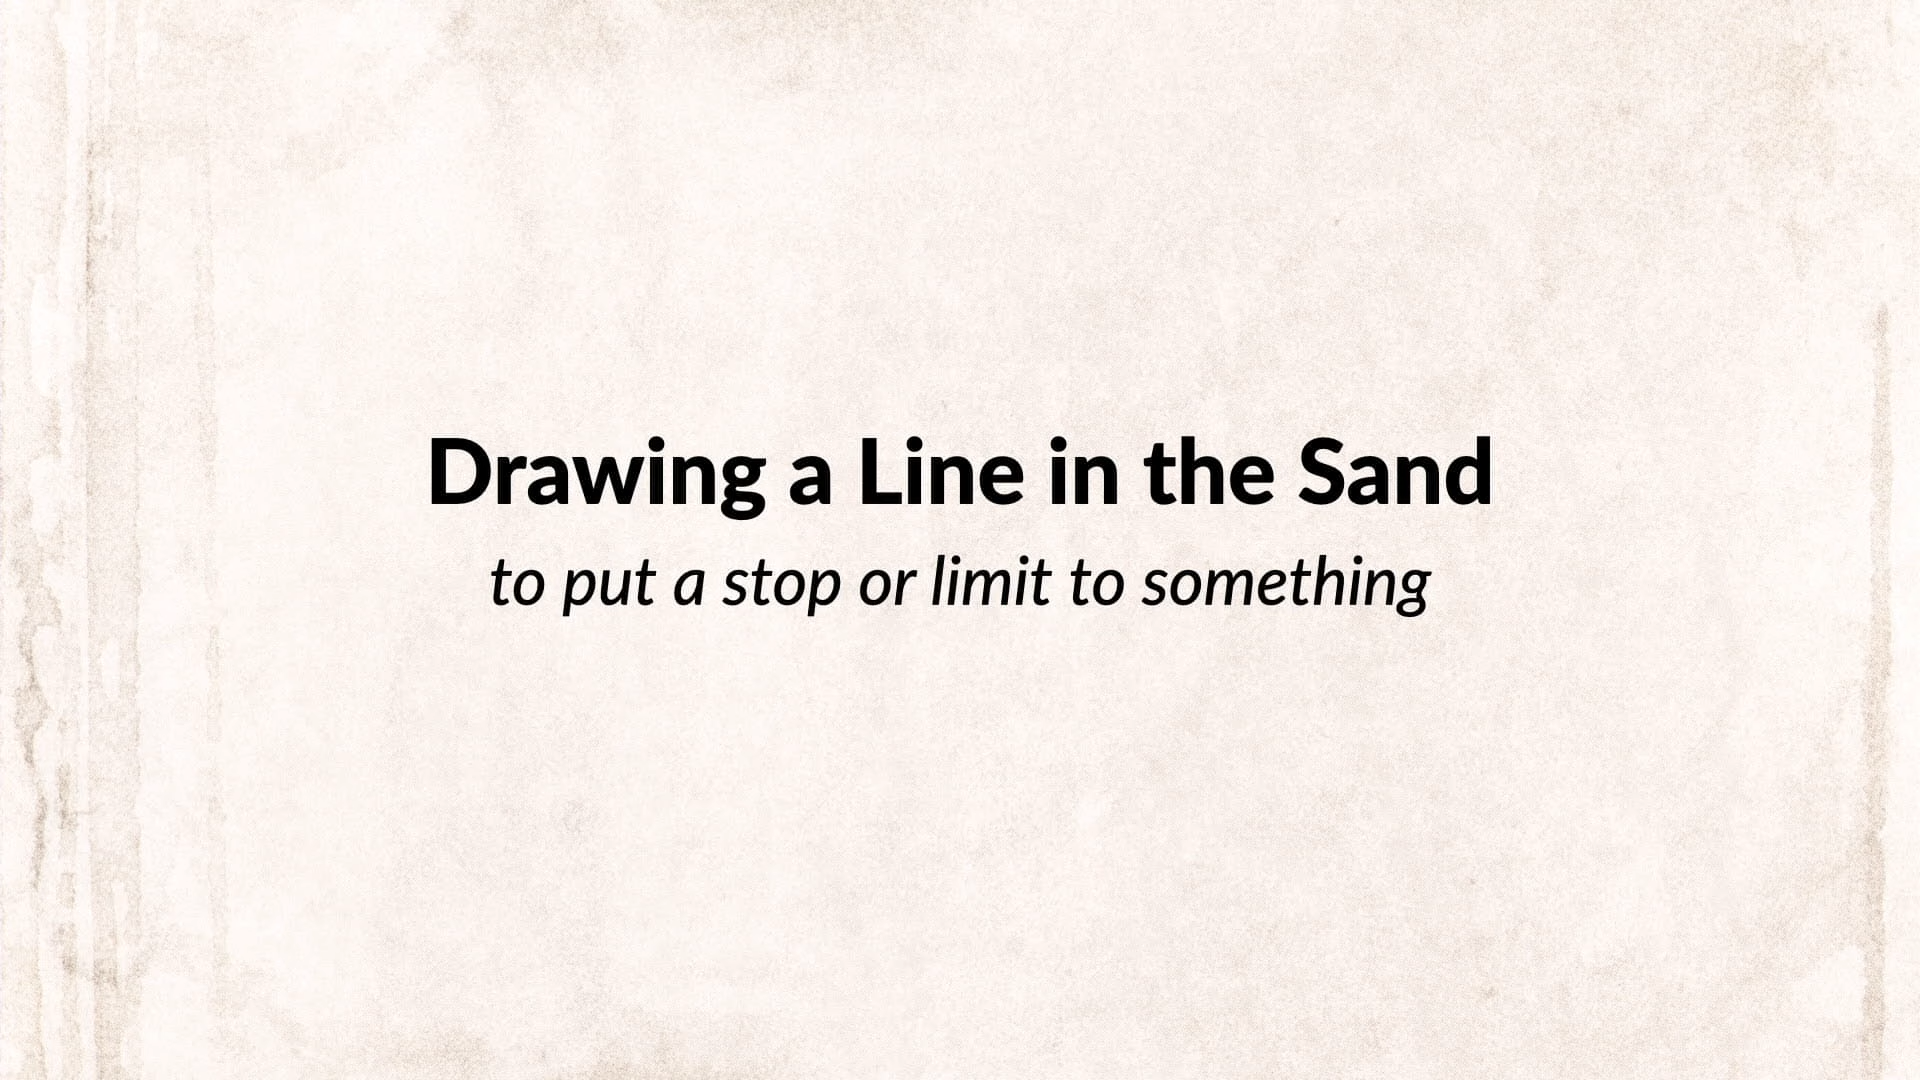 Drawing a Line in the Sand
to put a stop or limit to something